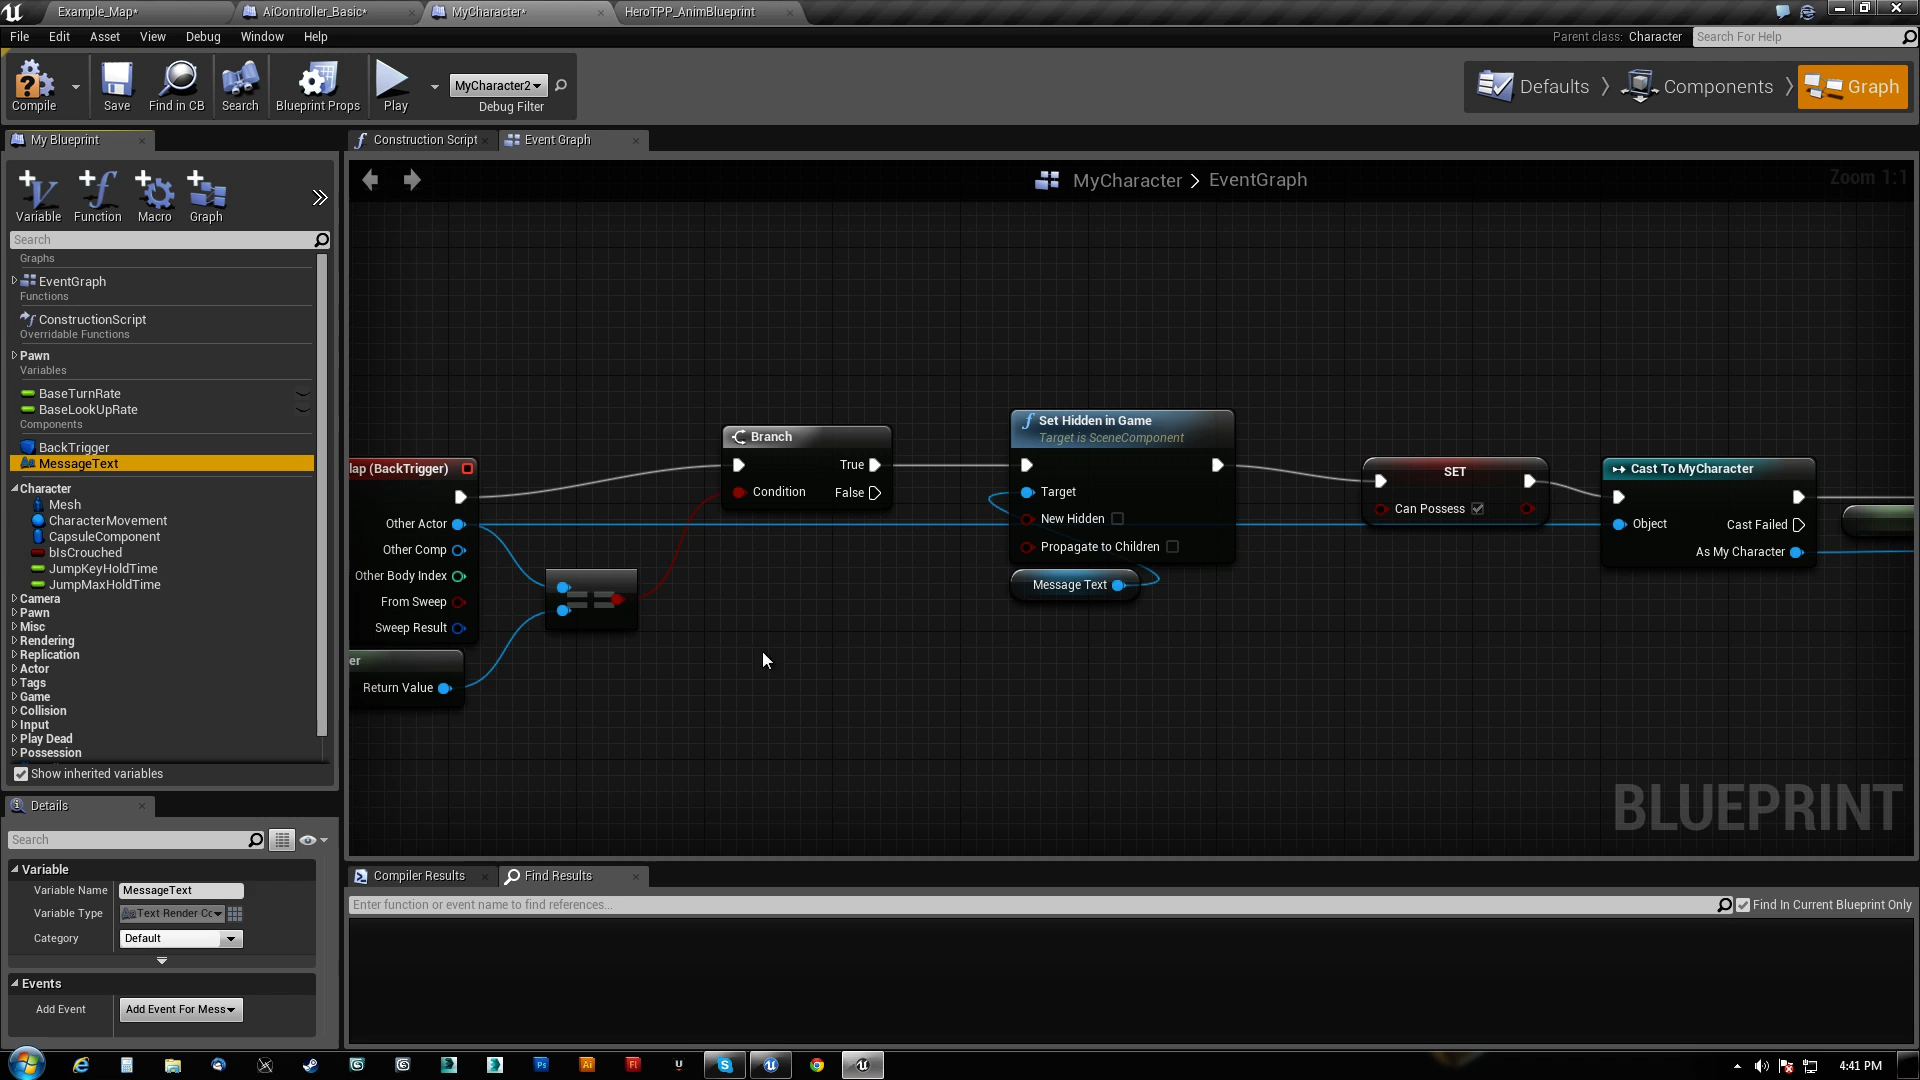 Example_Map*
AiController_Basic*
MyCharacter*
HeroTPP_AnimBlueprint
File Edit Asset View Debug Window Help
Parent class: Character
Search For Help
Compile
Save
Find in CB
Search
Blueprint Props
Play
MyCharacter2
Debug Filter
Defaults
Components
Graph
My Blueprint
Construction Script
Event Graph
Variable
Function
Macro
Graph
MyCharacter > EventGraph
Zoom 1:1
Search
Graphs
EventGraph
Functions
ConstructionScript
Overridable Functions
Pawn
Variables
BaseTurnRate
BaseLookUpRate
Components
BackTrigger
MessageText
Character
Mesh
CharacterMovement
CapsuleComponent
bIsCrouched
JumpKeyHoldTime
JumpMaxHoldTime
Camera
Pawn
Misc
Rendering
Replication
Actor
Tags
Game
Collision
Input
Play Dead
Possession
Show inherited variables
lap (BackTrigger)
Other Actor
Other Comp
Other Body Index
From Sweep
Sweep Result
er
Return Value
==
Branch
True
Condition
False
Set Hidden in Game
Target is SceneComponent
Target
New Hidden
Propagate to Children
Message Text
SET
Can Possess
Cast To MyCharacter
Object
Cast Failed
As My Character
BLUEPRINT
Details
Search
Variable
Variable Name MessageText
Variable Type Text Render Co
Category Default
Events
Add Event Add Event For Mess
Compiler Results
Find Results
Enter function or event name to find references...
Find In Current Blueprint Only
Ps
Ai
Fl
4:41 PM